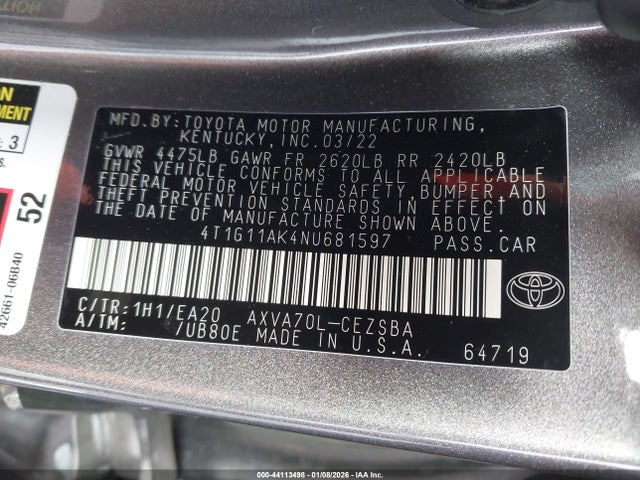 MFD.BY:TOYOTA MOTOR MANUFACTURING,
KENTUCKY, INC.03/22
GVWR 4475LB GAWR FR 2620LB RR 2420LB
THIS VEHICLE CONFORMS TO ALL APPLICABLE
FEDERAL MOTOR VEHICLE SAFETY, BUMPER, AND
THEFT PREVENTION STANDARDS IN EFFECT ON
THE DATE OF MANUFACTURE SHOWN ABOVE.
4T1G11AK4NU681597 PASS.CAR
C/TR:1H1/EA20 AXVA70L-CEZSBA
A/TM: /UB80E MADE IN U.S.A. 64719
3
52
42661-06B40
000-44113498 - 01/08/2026 - IAA Inc.